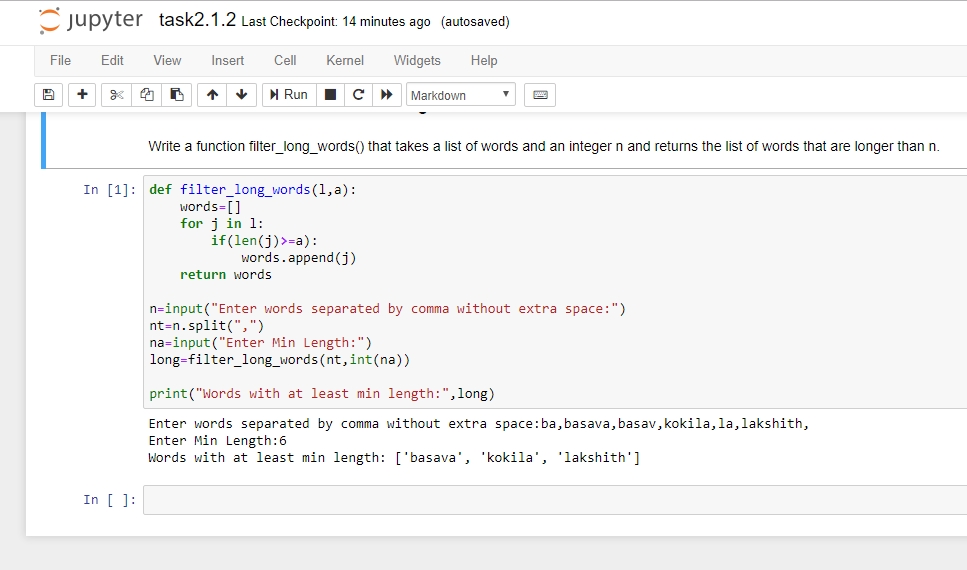 jupyter task2.1.2 Last Checkpoint: 14 minutes ago (autosaved)
File Edit View Insert Cell Kernel Widgets Help
Run Markdown
Write a function filter_long_words() that takes a list of words and an integer n and returns the list of words that are longer than n.
In [1]: def filter_long_words(l,a):
    words=[]
    for j in l:
        if(len(j)>=a):
            words.append(j)
    return words
n=input("Enter words separated by comma without extra space:")
nt=n.split(",")
na=input("Enter Min Length:")
long=filter_long_words(nt,int(na))
print("Words with at least min length:",long)
Enter words separated by comma without extra space:ba,basava,basav,kokila,la,lakshith,
Enter Min Length:6
Words with at least min length: ['basava', 'kokila', 'lakshith']
In [ ]: